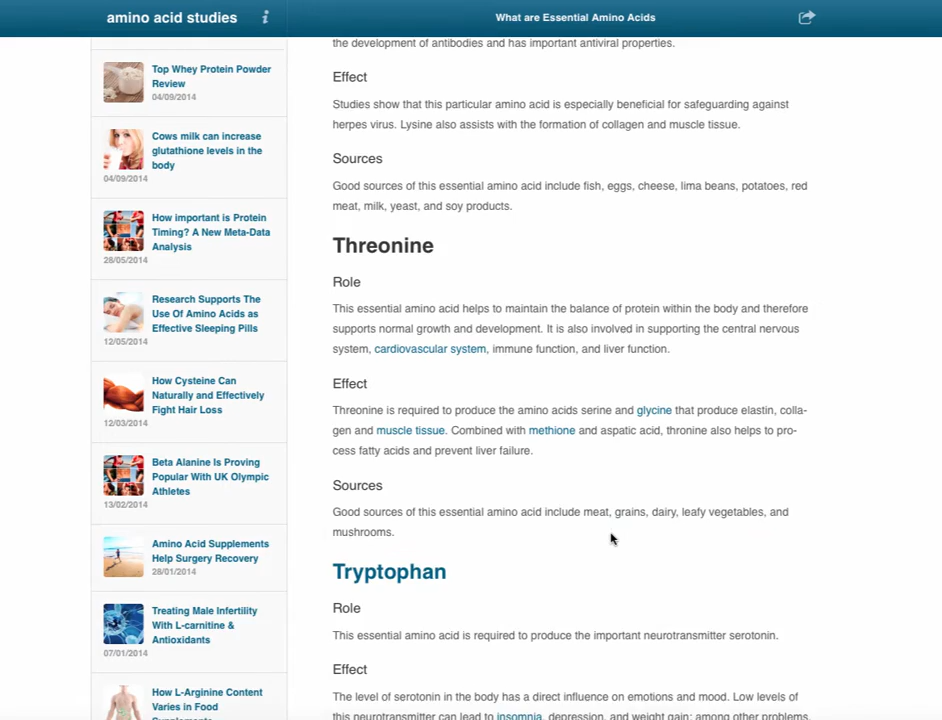 amino acid studies
What are Essential Amino Acids
Top Whey Protein Powder
Review
04/09/2014
Cows milk can increase
glutathione levels in the
body
04/09/2014
How important is Protein
Timing? A New Meta-Data
Analysis
28/05/2014
Research Supports The
Use Of Amino Acids as
Effective Sleeping Pills
12/05/2014
How Cysteine Can
Naturally and Effectively
Fight Hair Loss
12/03/2014
Beta Alanine Is Proving
Popular With UK Olympic
Athletes
13/02/2014
Amino Acid Supplements
Help Surgery Recovery
28/01/2014
Treating Male Infertility
With L-carnitine &
Antioxidants
07/01/2014
How L-Arginine Content
Varies in Food
Supplements
the development of antibodies and has important antiviral properties.
Effect
Studies show that this particular amino acid is especially beneficial for safeguarding against
herpes virus. Lysine also assists with the formation of collagen and muscle tissue.
Sources
Good sources of this essential amino acid include fish, eggs, cheese, lima beans, potatoes, red
meat, milk, yeast, and soy products.
Threonine
Role
This essential amino acid helps to maintain the balance of protein within the body and therefore
supports normal growth and development. It is also involved in supporting the central nervous
system, cardiovascular system, immune function, and liver function.
Effect
Threonine is required to produce the amino acids serine and glycine that produce elastin, colla-
gen and muscle tissue. Combined with methione and aspatic acid, thronine also helps to pro-
cess fatty acids and prevent liver failure.
Sources
Good sources of this essential amino acid include meat, grains, dairy, leafy vegetables, and
mushrooms.
Tryptophan
Role
This essential amino acid is required to produce the important neurotransmitter serotonin.
Effect
The level of serotonin in the body has a direct influence on emotions and mood. Low levels of
this neurotransmitter can lead to insomnia, depression, and weight gain; among other problems.